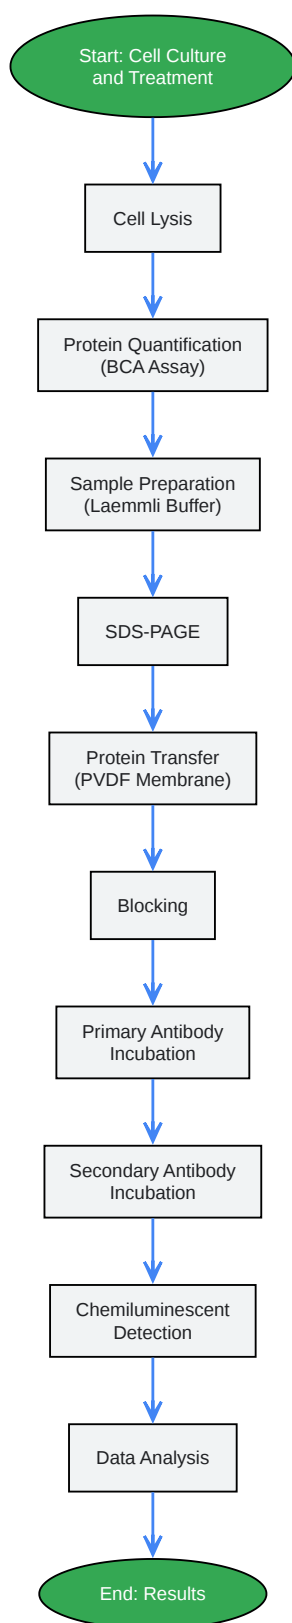 Start: Cell Culture
and Treatment
Cell Lysis
Protein Quantification
(BCA Assay)
Sample Preparation
(Laemmli Buffer)
SDS-PAGE
Protein Transfer
(PVDF Membrane)
Blocking
Primary Antibody
Incubation
Secondary Antibody
Incubation
Chemiluminescent
Detection
Data Analysis
End: Results